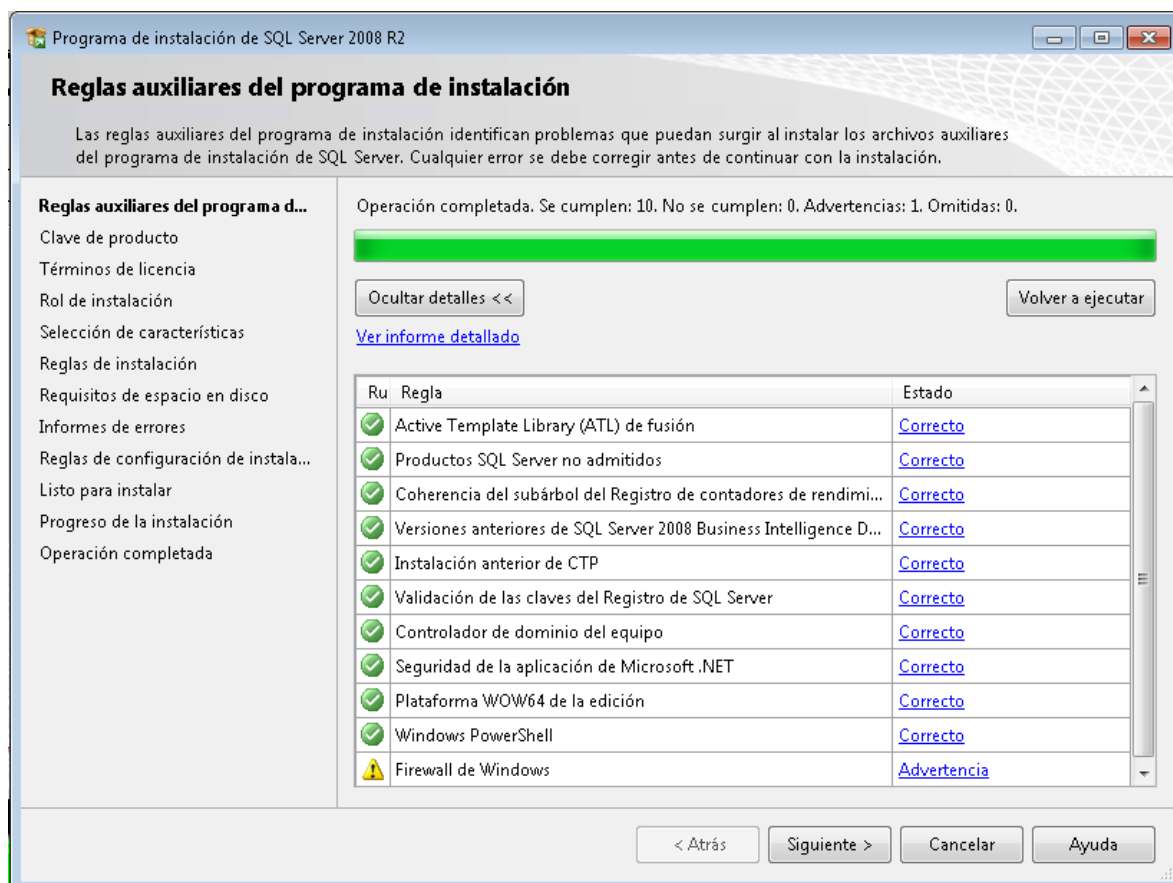 Programa de instalación de SQL Server 2008 R2
Reglas auxiliares del programa de instalación
Las reglas auxiliares del programa de instalación identifican problemas que puedan surgir al instalar los archivos auxiliares
del programa de instalación de SQL Server. Cualquier error se debe corregir antes de continuar con la instalación.
Reglas auxiliares del programa d...
Clave de producto
Términos de licencia
Rol de instalación
Selección de características
Reglas de instalación
Requisitos de espacio en disco
Informes de errores
Reglas de configuración de instala...
Listo para instalar
Progreso de la instalación
Operación completada
Operación completada. Se cumplen: 10. No se cumplen: 0. Advertencias: 1. Omitidas: 0.
Ocultar detalles << Volver a ejecutar
Ver informe detallado
Ru Regla Estado
Active Template Library (ATL) de fusión Correcto
Productos SQL Server no admitidos Correcto
Coherencia del subárbol del Registro de contadores de rendimi... Correcto
Versiones anteriores de SQL Server 2008 Business Intelligence D... Correcto
Instalación anterior de CTP Correcto
Validación de las claves del Registro de SQL Server Correcto
Controlador de dominio del equipo Correcto
Seguridad de la aplicación de Microsoft .NET Correcto
Plataforma WOW64 de la edición Correcto
Windows PowerShell Correcto
Firewall de Windows Advertencia
< Atrás Siguiente > Cancelar Ayuda